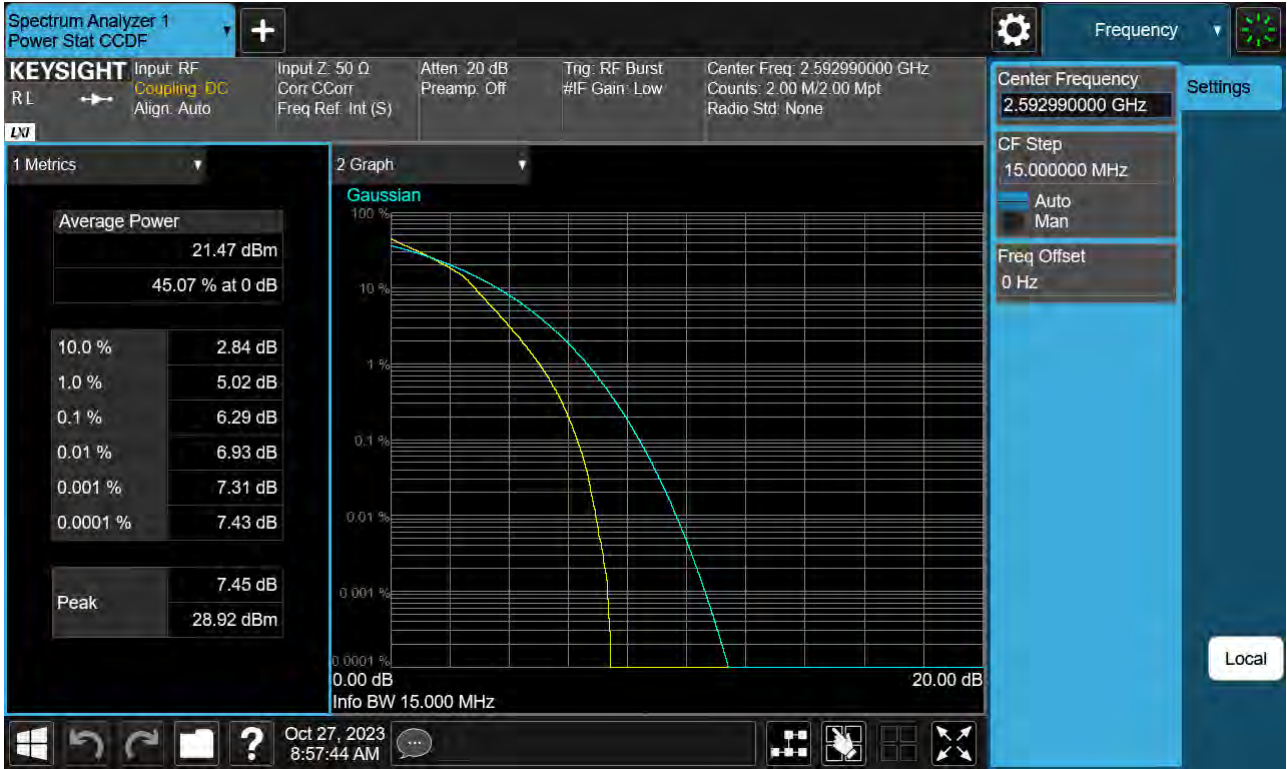 Spectrum Analyzer 1
Power Stat CCDF
+
Frequency
KEYSIGHT
R L
LXI
Input: RF
Coupling: DC
Align: Auto
Input Z: 50 Ω
Corr CCorr
Freq Ref: Int (S)
Atten: 20 dB
Preamp: Off
Trig: RF Burst
#IF Gain: Low
Center Freq: 2.592990000 GHz
Counts: 2.00 M/2.00 Mpt
Radio Std: None
1 Metrics
Average Power
21.47 dBm
45.07 % at 0 dB
10.0 % 2.84 dB
1.0 % 5.02 dB
0.1 % 6.29 dB
0.01 % 6.93 dB
0.001 % 7.31 dB
0.0001 % 7.43 dB
Peak
7.45 dB
28.92 dBm
2 Graph
Gaussian
100 %
10 %
1 %
0.1 %
0.01 %
0.001 %
0.0001 %
0.00 dB 20.00 dB
Info BW 15.000 MHz
Center Frequency
2.592990000 GHz
CF Step
15.000000 MHz
Auto
Man
Freq Offset
0 Hz
Settings
Local
?
Oct 27, 2023
8:57:44 AM